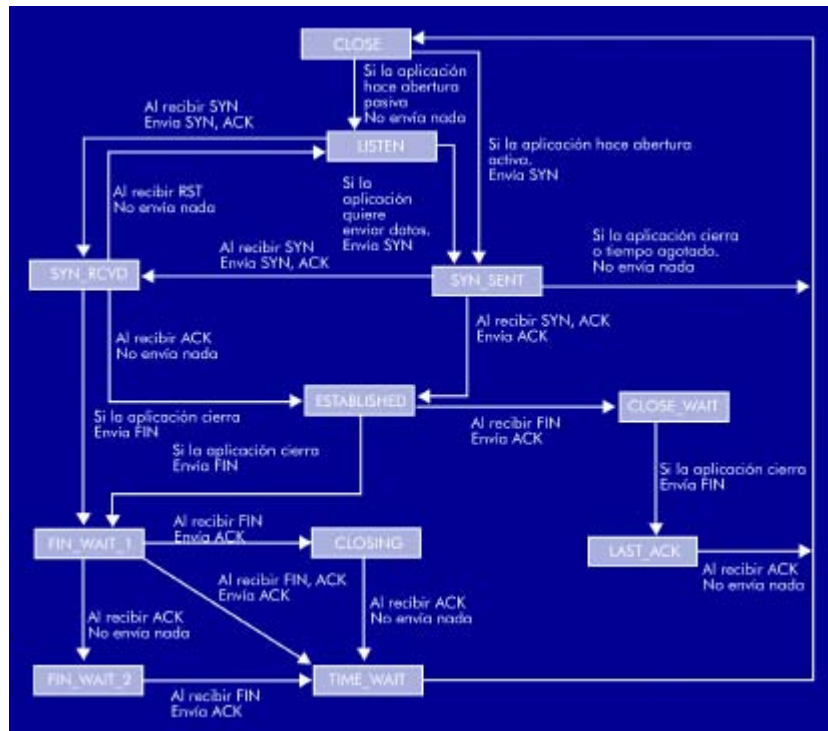 CLOSE
Si la aplicación
hace abertura
pasiva
No envía nada
Al recibir SYN
Envía SYN, ACK
LISTEN
Si la aplicación hace abertura
activa.
Envía SYN
Al recibir RST
No envía nada
Si la
aplicación
quiere
enviar datos.
Envía SYN
Si la aplicación cierra
o tiempo agotado.
No envía nada
Al recibir SYN
Envía SYN, ACK
SYN_RCVD
SYN_SENT
Al recibir SYN, ACK
Envía ACK
Al recibir ACK
No envía nada
ESTABLISHED
CLOSE_WAIT
Al recibir FIN
Envía ACK
Si la aplicación cierra
Envía FIN
Si la aplicación cierra
Envía FIN
Si la aplicación cierra
Envía FIN
FIN_WAIT_1
Al recibir FIN
Envía ACK
CLOSING
LAST_ACK
Al recibir ACK
No envía nada
Al recibir FIN, ACK
Envía ACK
Al recibir ACK
No envía nada
Al recibir ACK
No envía nada
FIN_WAIT_2
Al recibir FIN
Envía ACK
TIME_WAIT